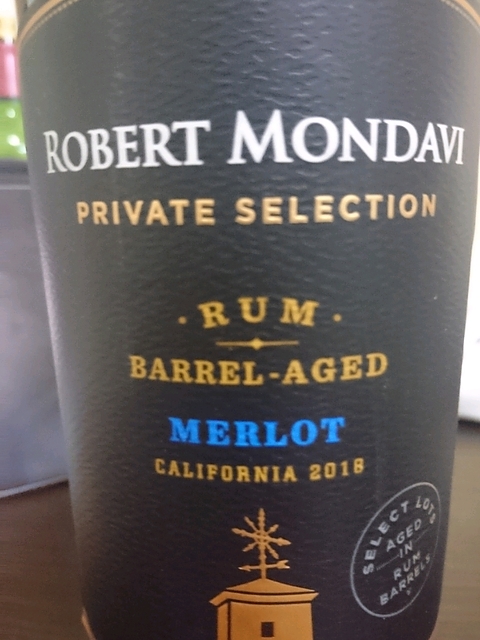 ROBERT MONDAVI
PRIVATE SELECTION
· RUM ·
BARREL-AGED
MERLOT
CALIFORNIA 2018
SELECT LOTS
AGED
IN
RUM
BARRELS